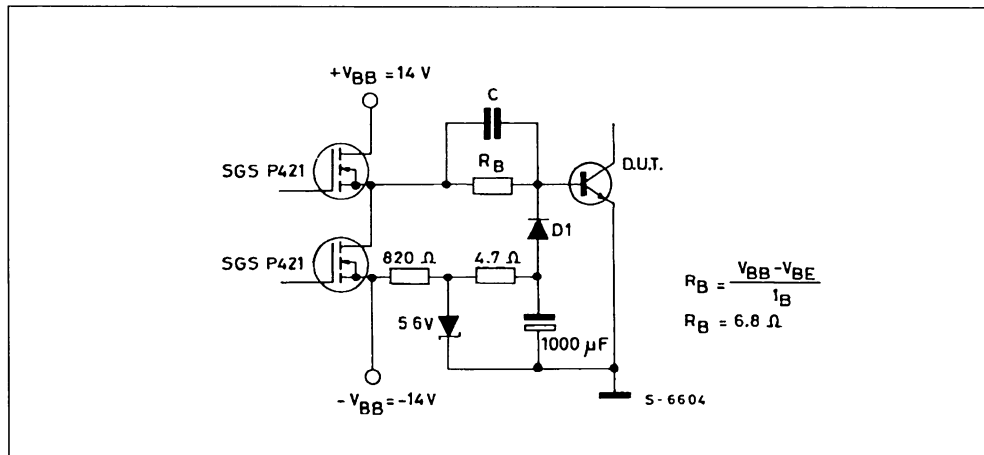 +VBB = 14 V
C
SGS P421
RB
D.U.T.
D1
SGS P421
820 Ω
4.7 Ω
5 6V
1000 µF
RB = VBB - VBE
IB
RB = 6.8 Ω
- VBB = -14 V
S - 6604